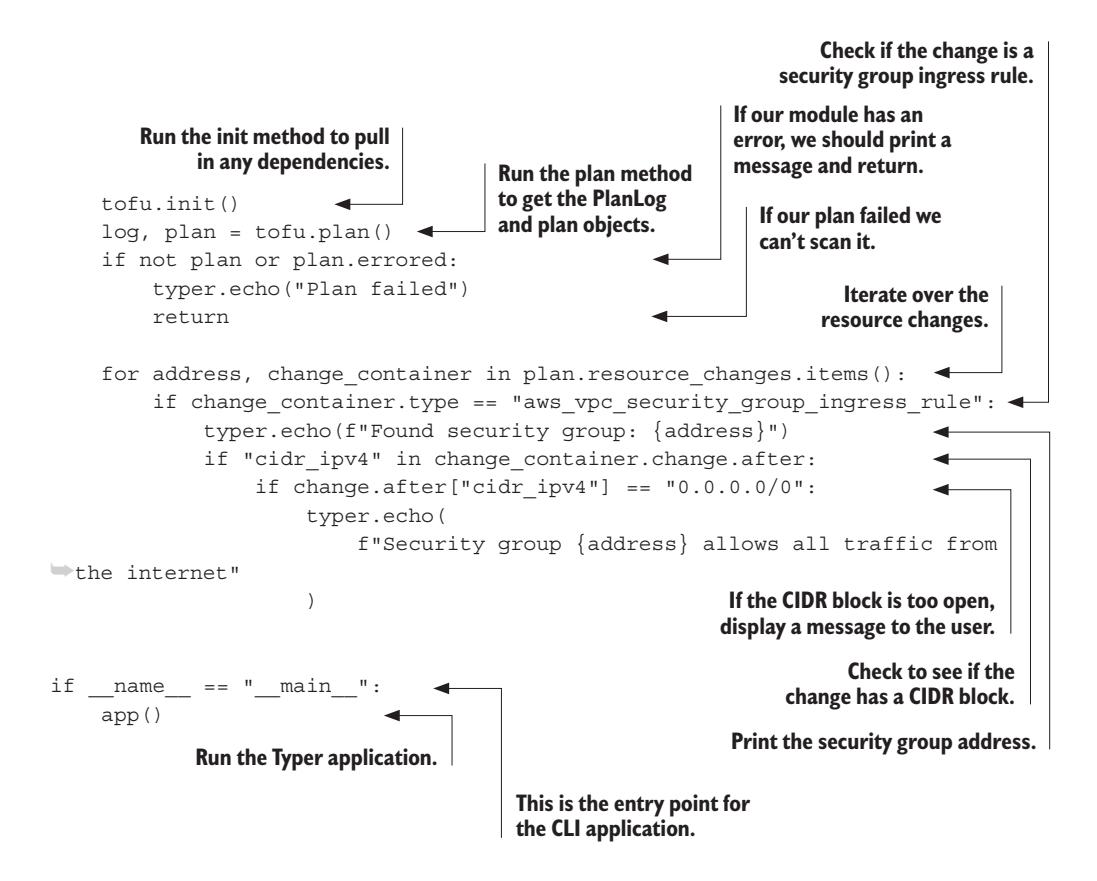 Check if the change is a
security group ingress rule.
If our module has an
error, we should print a
message and return.
Run the init method to pull
in any dependencies.
Run the plan method
to get the PlanLog
and plan objects.
If our plan failed we
can't scan it.
Iterate over the
resource changes.
    tofu.init()
    log, plan = tofu.plan()
    if not plan or plan.errored:
        typer.echo("Plan failed")
        return
    for address, change_container in plan.resource_changes.items():
        if change_container.type == "aws_vpc_security_group_ingress_rule":
            typer.echo(f"Found security group: {address}")
            if "cidr_ipv4" in change_container.change.after:
                if change.after["cidr_ipv4"] == "0.0.0.0/0":
                    typer.echo(
                        f"Security group {address} allows all traffic from
➥the internet"
                    )
If the CIDR block is too open,
display a message to the user.
Check to see if the
change has a CIDR block.
Print the security group address.
if __name__ == "__main__":
    app()
Run the Typer application.
This is the entry point for
the CLI application.